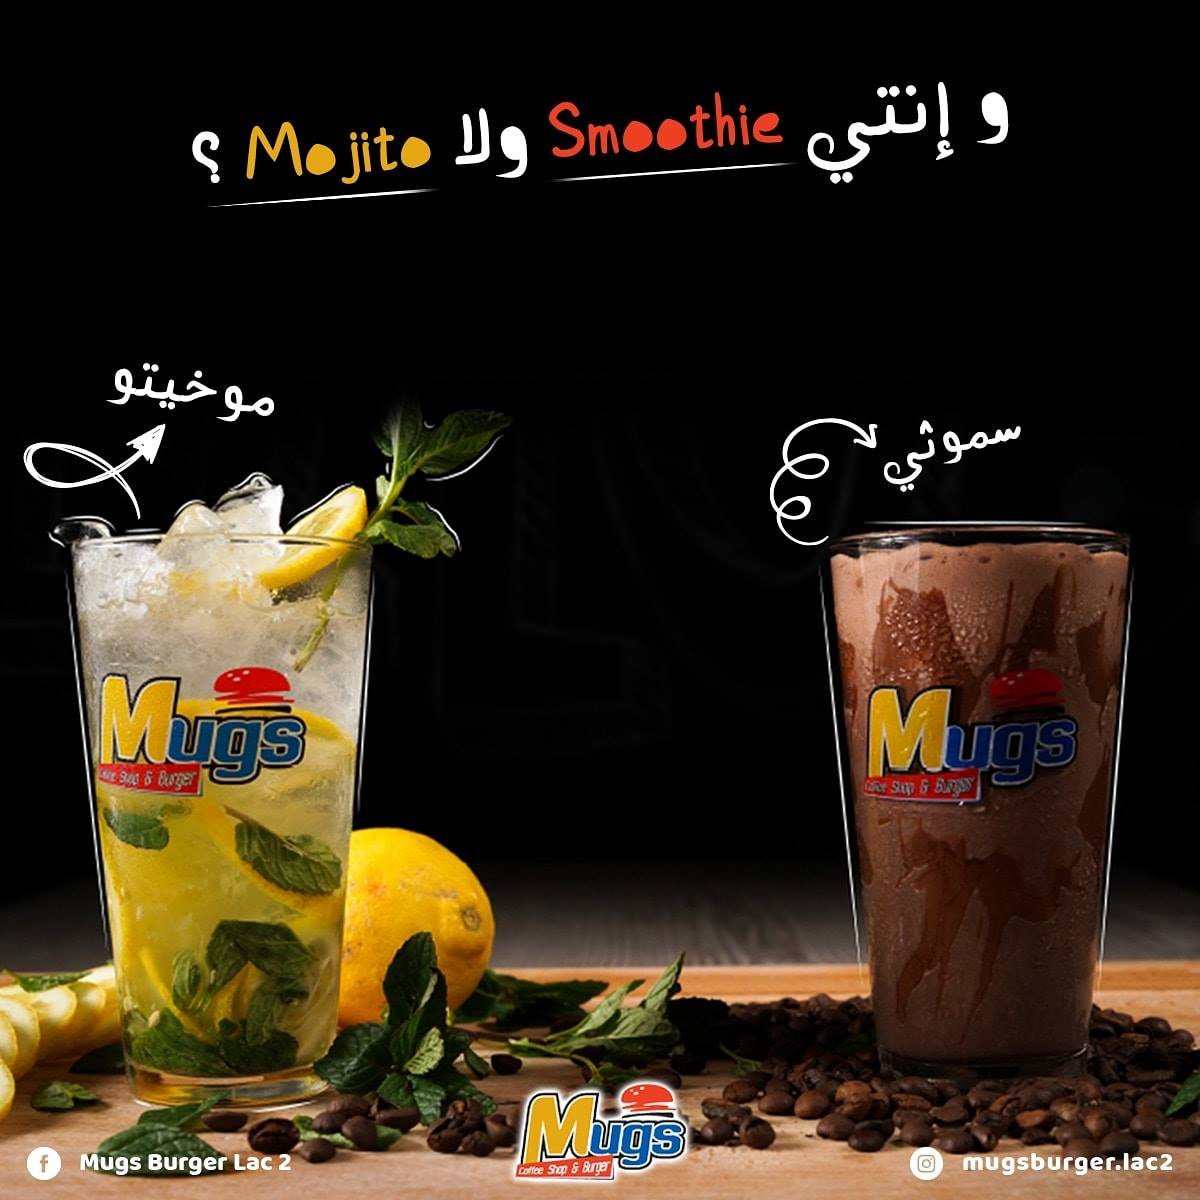 و إنتي Smoothie ولا Mojito ؟
موخيتو
سموثي
Mugs
Coffee Shop & Burger
Mugs
Coffee Shop & Burger
Mugs
Coffee Shop & Burger
Mugs Burger Lac 2
mugsburger.lac2